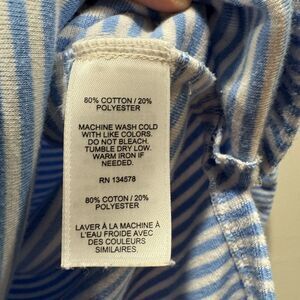 80% COTTON / 20%
POLYESTER
MACHINE WASH COLD
WITH LIKE COLORS.
DO NOT BLEACH.
TUMBLE DRY LOW.
WARM IRON IF
NEEDED.
RN 134578
80% COTTON / 20%
POLYESTER
LAVER À LA MACHINE À
L'EAU FROIDE AVEC
DES COULEURS
SIMILAIRES.